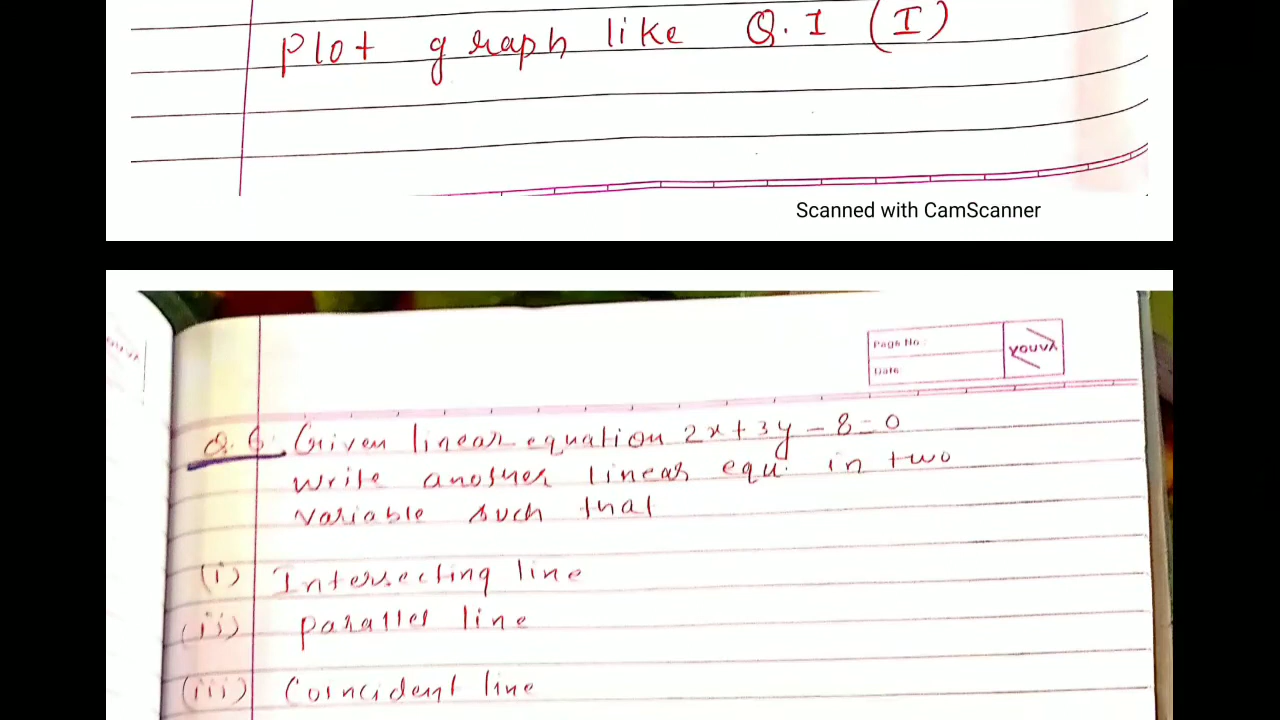 Plot graph like Q.1 (I)
Scanned with CamScanner
Page No
Date
YOUVA
Q.6. Given linear equation 2x+3y-8=0
write another linear equ. in two
variable such that
(i) Intersecting line
(ii) parallel line
(iii) Coincident line